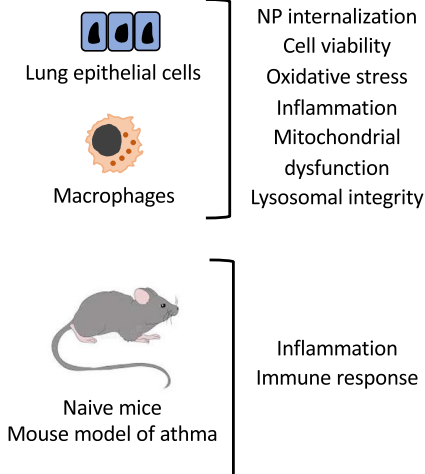 Lung epithelial cells
Macrophages
NP internalization
Cell viability
Oxidative stress
Inflammation
Mitochondrial
dysfunction
Lysosomal integrity
Naive mice
Mouse model of athma
Inflammation
Immune response